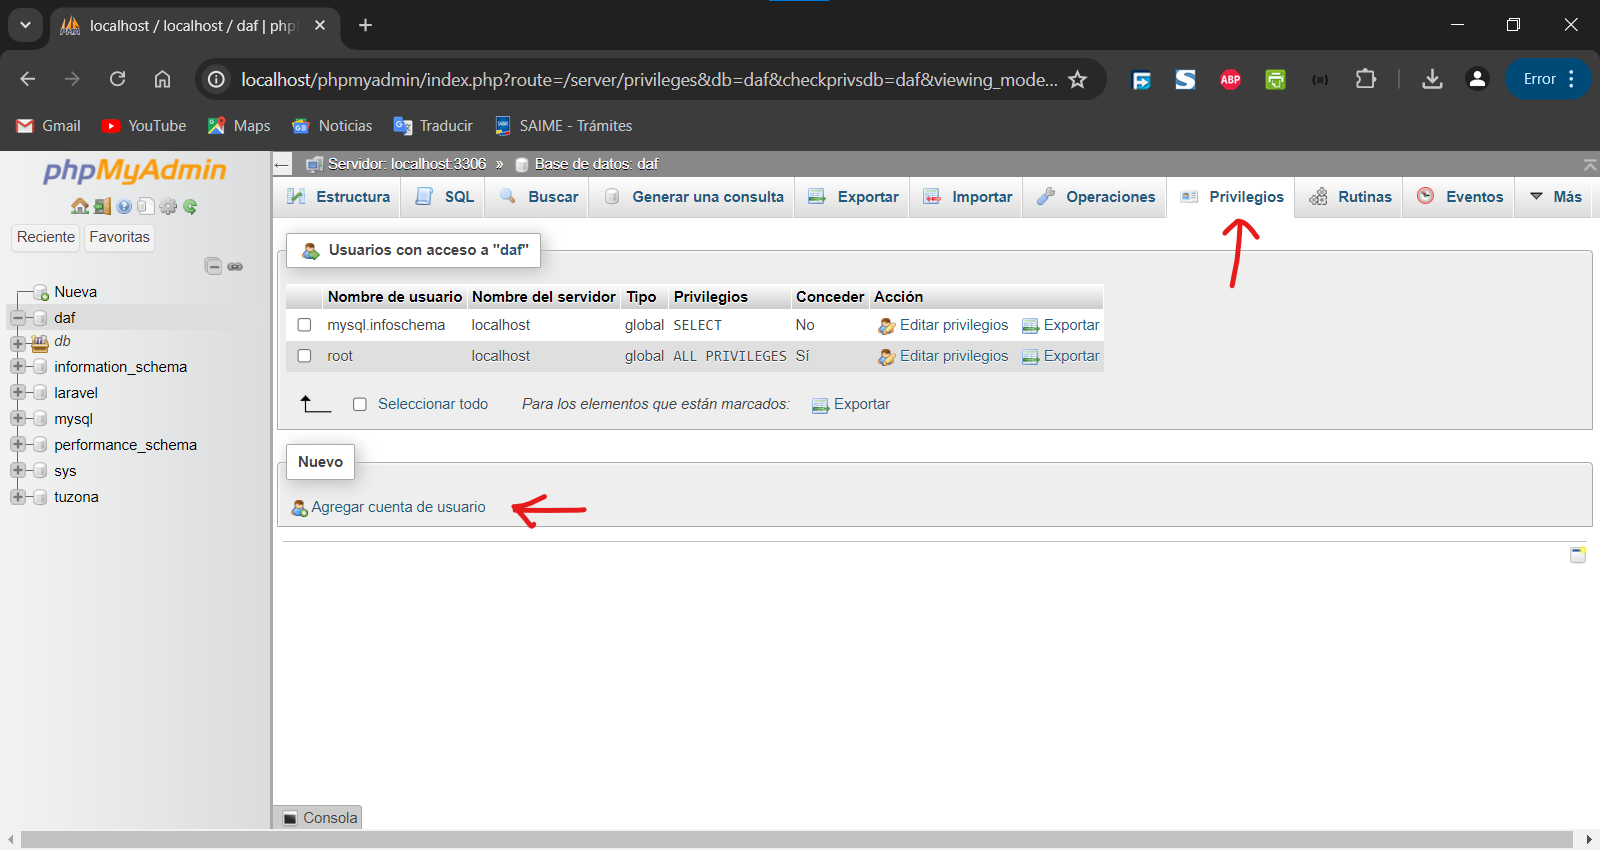 localhost / localhost / daf | php
localhost/phpmyadmin/index.php?route=/server/privileges&db=daf&checkprivsdb=daf&viewing_mode...
ABP
Error
Gmail
YouTube
Maps
Noticias
Traducir
SAIME - Trámites
phpMyAdmin
Reciente
Favoritas
Nueva
daf
db
information_schema
laravel
mysql
performance_schema
sys
tuzona
Servidor: localhost:3306 » Base de datos: daf
Estructura
SQL
Buscar
Generar una consulta
Exportar
Importar
Operaciones
Privilegios
Rutinas
Eventos
Más
Usuarios con acceso a "daf"
Nombre de usuario Nombre del servidor Tipo Privilegios Conceder Acción
mysql.infoschema localhost global SELECT No Editar privilegios Exportar
root localhost global ALL PRIVILEGES Sí Editar privilegios Exportar
Seleccionar todo Para los elementos que están marcados: Exportar
Nuevo
Agregar cuenta de usuario
Consola